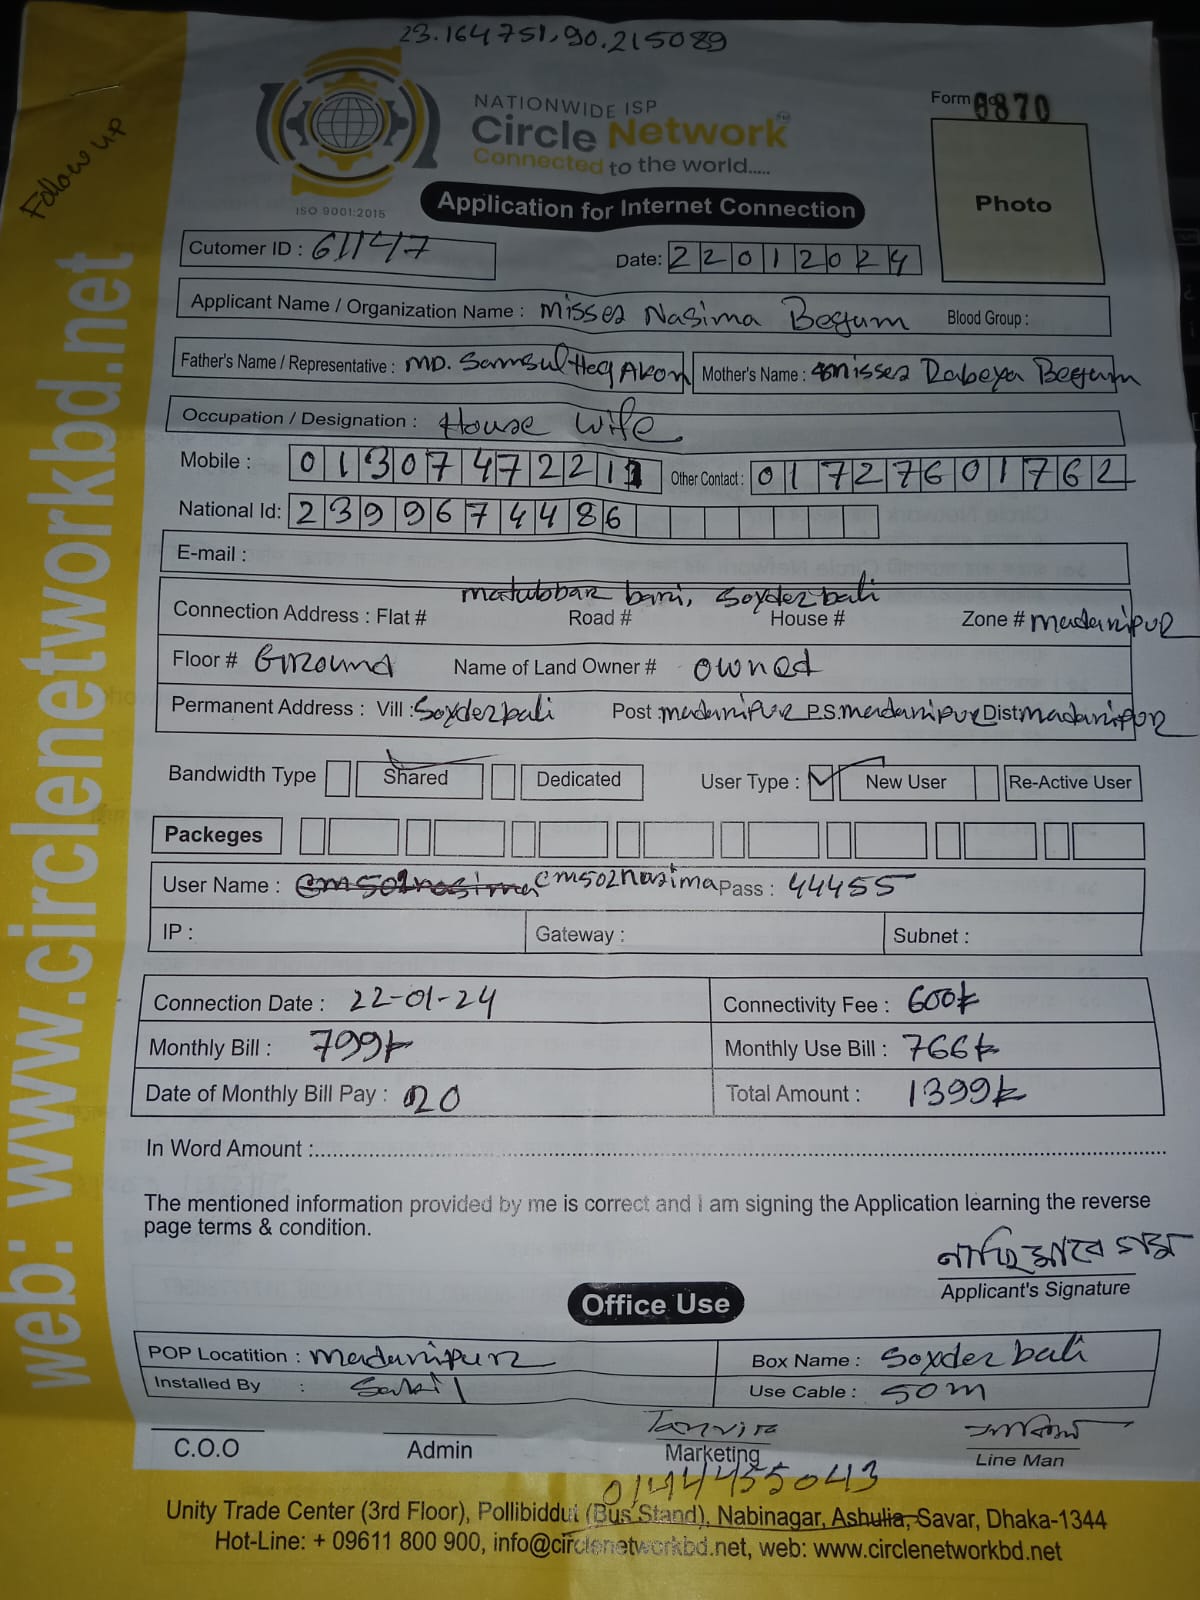 23.164751, 90.215089
Follow up
NATIONWIDE ISP
Circle Network
Connected to the world.....
ISO 9001:2015
Form 6870
Photo
Application for Internet Connection
Cutomer ID : 61147
Date: 22012024
Applicant Name / Organization Name : Misses Nasima Begum Blood Group :
Father's Name / Representative : MD. Samsul Haq Akon Mother's Name : misses Rabeya Begum
Occupation / Designation : House Wife
Mobile : 01307472211 Other Contact : 01727601762
National Id: 2399674486
E-mail :
matubbar bari, Soyderbali
Connection Address : Flat # Road # House # Zone # madaripur
Floor # Ground Name of Land Owner # owned
Permanent Address : Vill : Soyderbali Post : madaripur P.S. madaripur Dist madaripur
Bandwidth Type Shared Dedicated User Type : New User Re-Active User
Packeges
User Name : cms02nasima cms02nasima Pass : 44455
IP : Gateway : Subnet :
Connection Date : 22-01-24 Connectivity Fee : 600k
Monthly Bill : 799k Monthly Use Bill : 766k
Date of Monthly Bill Pay : 20 Total Amount : 1399k
In Word Amount :
The mentioned information provided by me is correct and I am signing the Application learning the reverse
page terms & condition.
Applicant's Signature
Office Use
POP Locatition : madaripur Box Name : Soyderbali
Installed By : Sakil Use Cable : 50m
Tanvir
C.O.O Admin Marketing Line Man
Unity Trade Center (3rd Floor), Pollibiddut (Bus Stand), Nabinagar, Ashulia, Savar, Dhaka-1344
Hot-Line: + 09611 800 900, info@circlenetworkbd.net, web: www.circlenetworkbd.net
web: www.circlenetworkbd.net